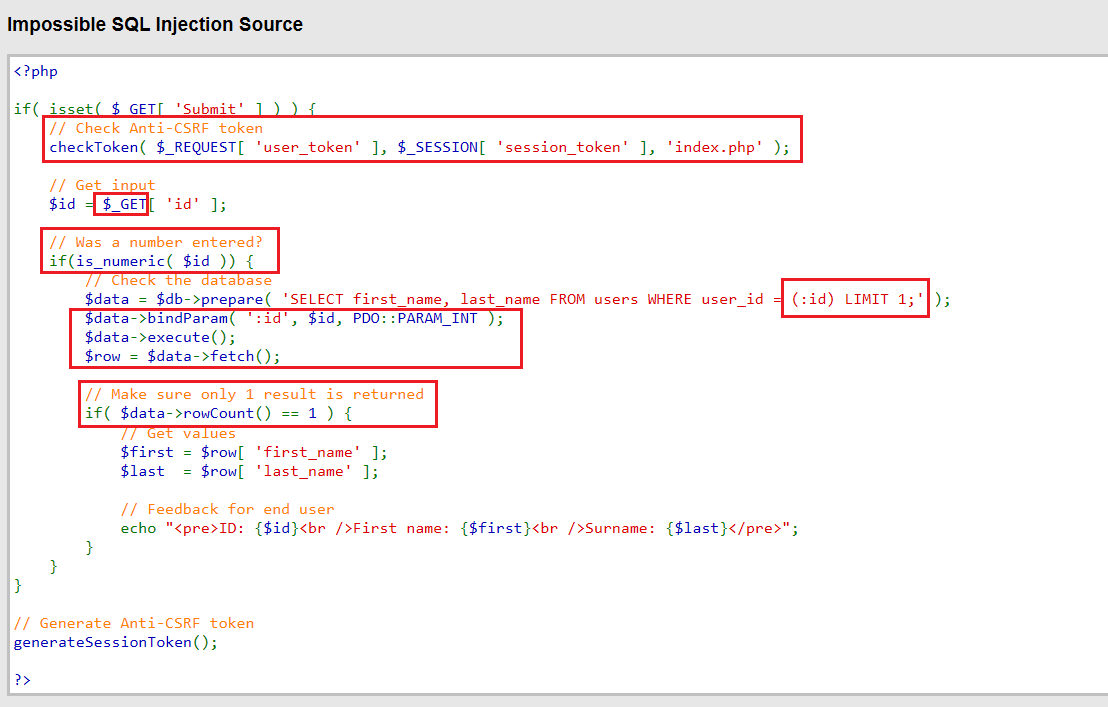 Impossible SQL Injection Source
<?php
if( isset( $_GET[ 'Submit' ] ) ) {
// Check Anti-CSRF token
checkToken( $_REQUEST[ 'user_token' ], $_SESSION[ 'session_token' ], 'index.php' );
// Get input
$id = $_GET[ 'id' ];
// Was a number entered?
if(is_numeric( $id )) {
// Check the database
$data = $db->prepare( 'SELECT first_name, last_name FROM users WHERE user_id = (:id) LIMIT 1;' );
$data->bindParam( ':id', $id, PDO::PARAM_INT );
$data->execute();
$row = $data->fetch();
// Make sure only 1 result is returned
if( $data->rowCount() == 1 ) {
// Get values
$first = $row[ 'first_name' ];
$last  = $row[ 'last_name' ];
// Feedback for end user
echo "<pre>ID: {$id}<br />First name: {$first}<br />Surname: {$last}</pre>";
}
}
}
// Generate Anti-CSRF token
generateSessionToken();
?>